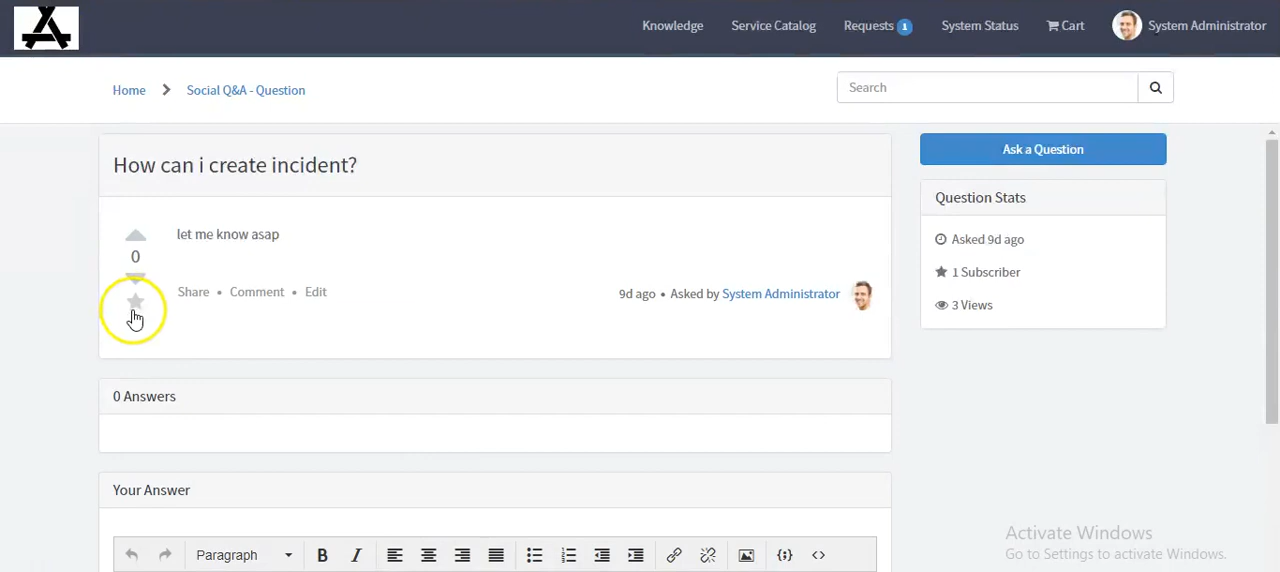 Knowledge Service Catalog Requests 1 System Status Cart System Administrator
Home Social Q&A - Question Search
Ask a Question
How can i create incident?
Question Stats
let me know asap
0
Asked 9d ago
1 Subscriber
Share • Comment • Edit 9d ago • Asked by System Administrator
3 Views
0 Answers
Your Answer
Paragraph B I
Activate Windows
Go to Settings to activate Windows.